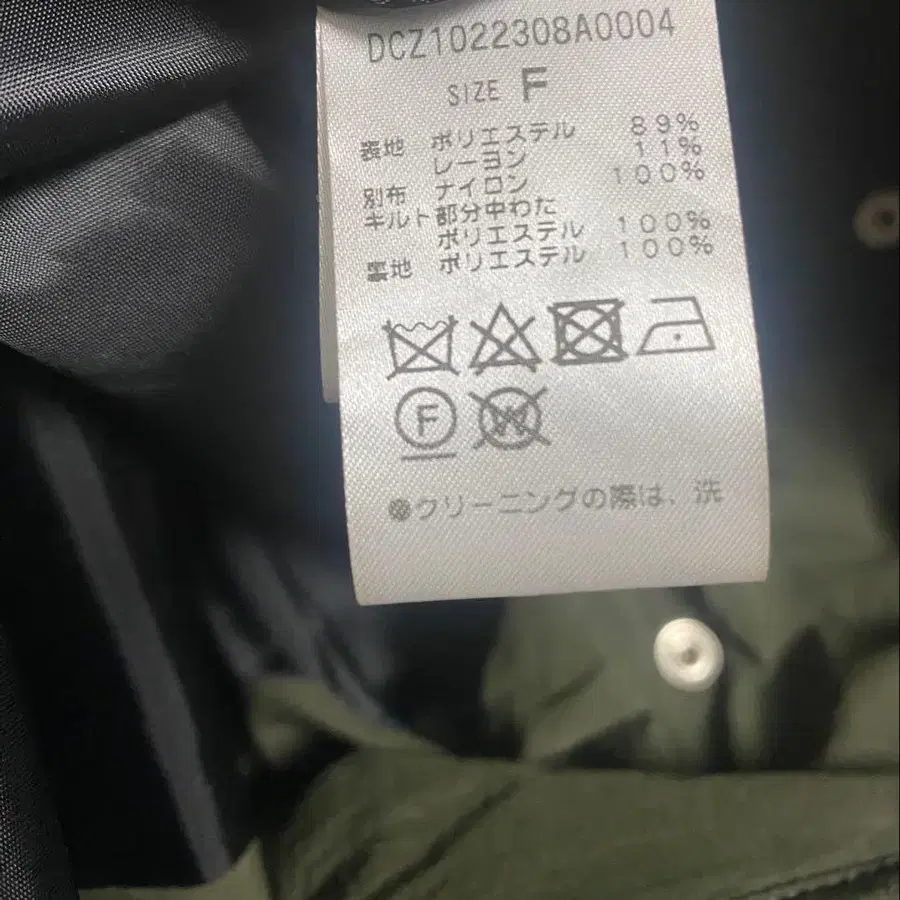 DCZ1022308A0004
SIZE F
表地 ポリエステル 89%
レーヨン 11%
別布 ナイロン 100%
キルト部分中わた
ポリエステル 100%
裏地 ポリエステル 100%
F
W
●クリーニングの際は、洗